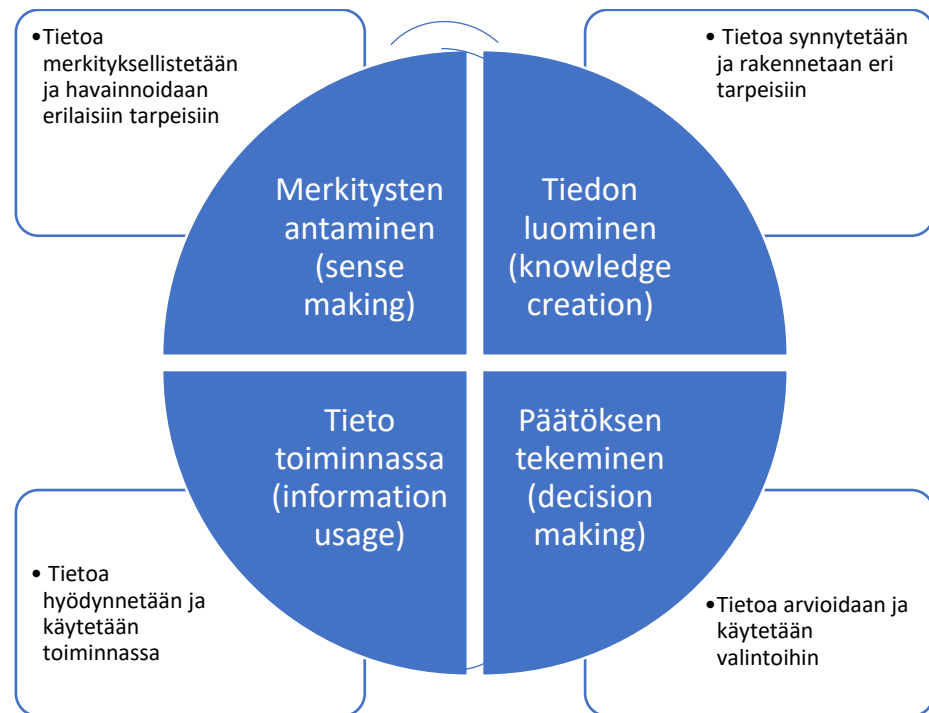 •Tietoa
merkityksellistetään
ja havainnoidaan
erilaisiin tarpeisiin
• Tietoa synnytetään
ja rakennetaan eri
tarpeisiin
Merkitysten
antaminen
(sense
making)
Tiedon
luominen
(knowledge
creation)
Tieto
toiminnassa
(information
usage)
Päätöksen
tekeminen
(decision
making)
• Tietoa
hyödynnetään ja
käytetään
toiminnassa
•Tietoa arvioidaan ja
käytetään
valintoihin